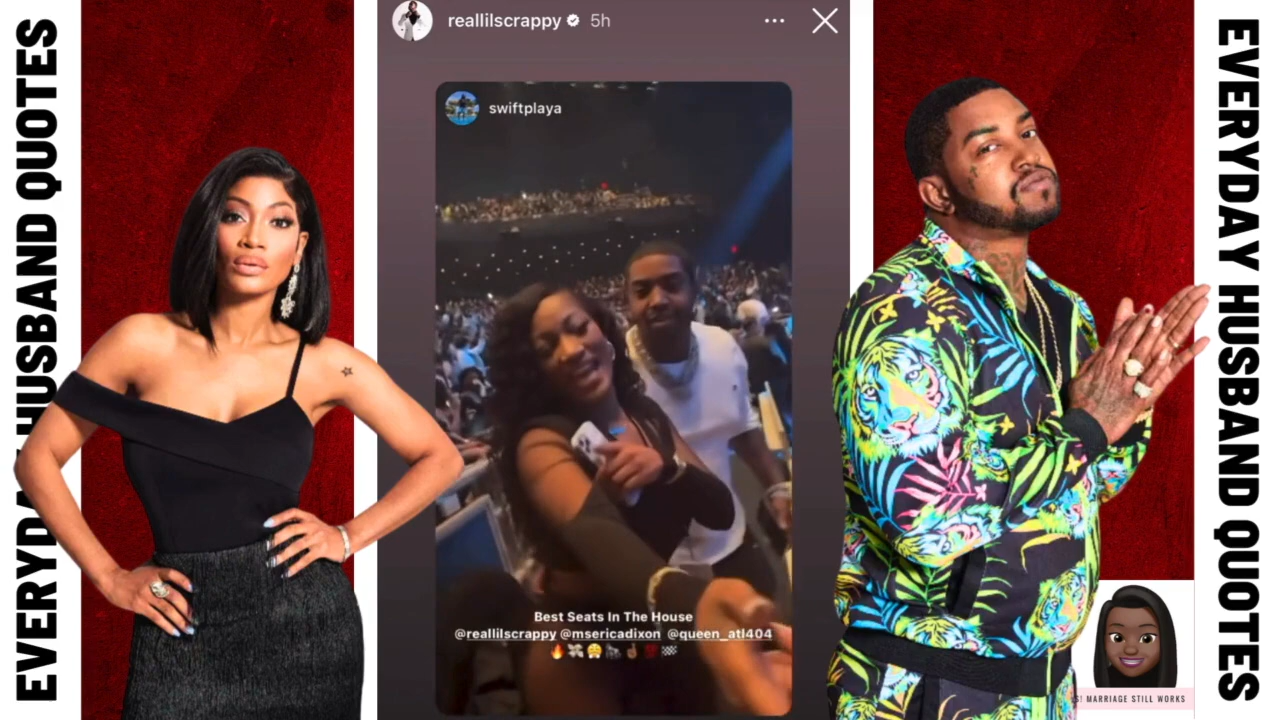 EVERYDAY HUSBAND QUOTES
reallilscrappy 5h
swiftplaya
Best Seats In The House
@reallilscrappy @msericadixon @queen_atl404
EVERYDAY HUSBAND QUOTES
S! MARRIAGE STILL WORKS